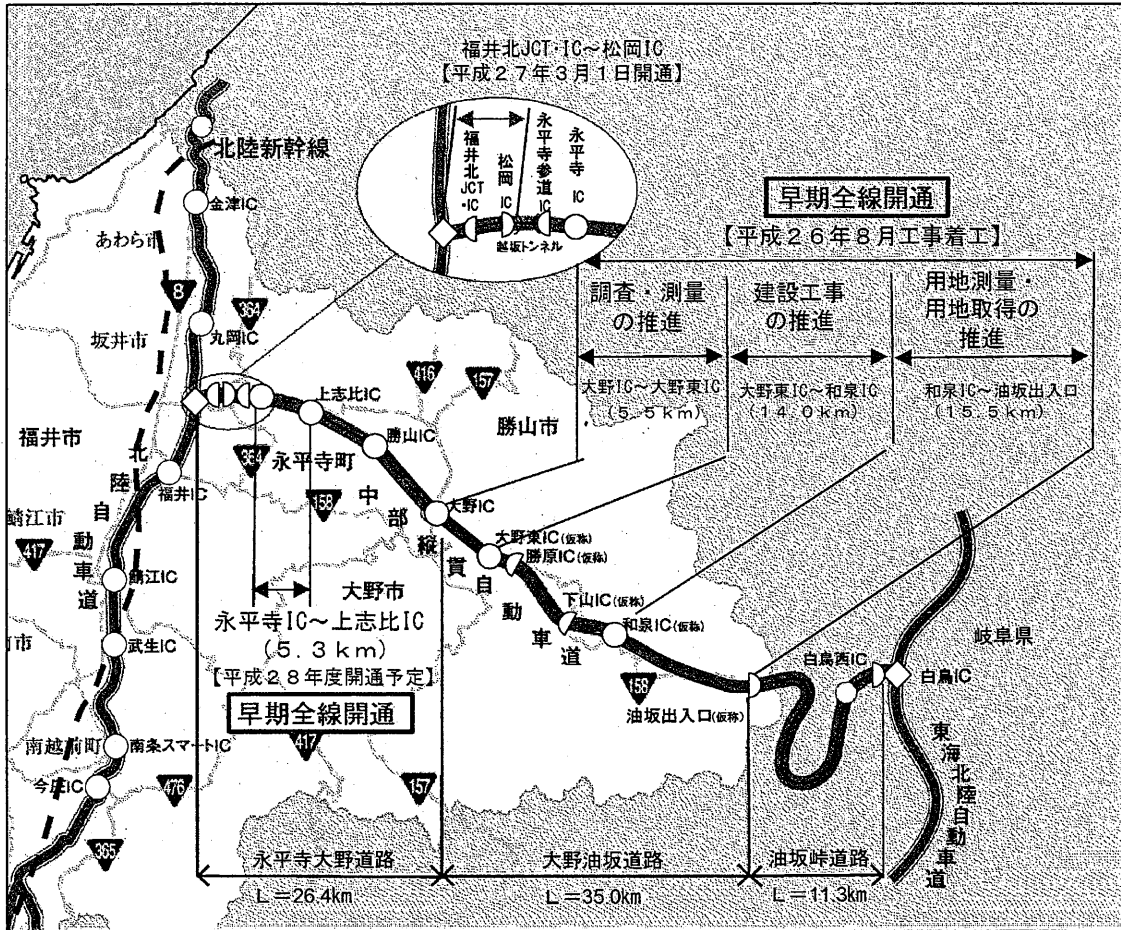 福井北JCT・IC～松岡IC
【平成27年3月1日開通】
福井北JCT・IC
松岡IC
永平寺参道IC
永平寺IC
越坂トンネル
早期全線開通
【平成26年8月工事着工】
調査・測量
の推進
大野IC～大野東IC
(5.5km)
建設工事
の推進
大野東IC～和泉IC
(14.0km)
用地測量・
用地取得の
推進
和泉IC～油坂出入口
(15.5km)
北陸新幹線
金津IC
あわら市
8
364
坂井市
丸岡IC
416
157
上志比IC
勝山IC
勝山市
福井市
364
永平寺町
158
福井IC
北陸自動車道
鯖江市
417
大野IC
中部縦貫自動車道
大野東IC(仮称)
勝原IC(仮称)
鯖江IC
大野市
下山IC(仮称)
和泉IC(仮称)
永平寺IC～上志比IC
(5.3km)
【平成28年度開通予定】
早期全線開通
市
武生IC
岐阜県
白鳥西IC
白鳥IC
158
油坂出入口(仮称)
東海北陸自動車道
南越前町
南条スマートIC
417
今庄IC
476
157
365
永平寺大野道路
L=26.4km
大野油坂道路
L=35.0km
油坂峠道路
L=11.3km